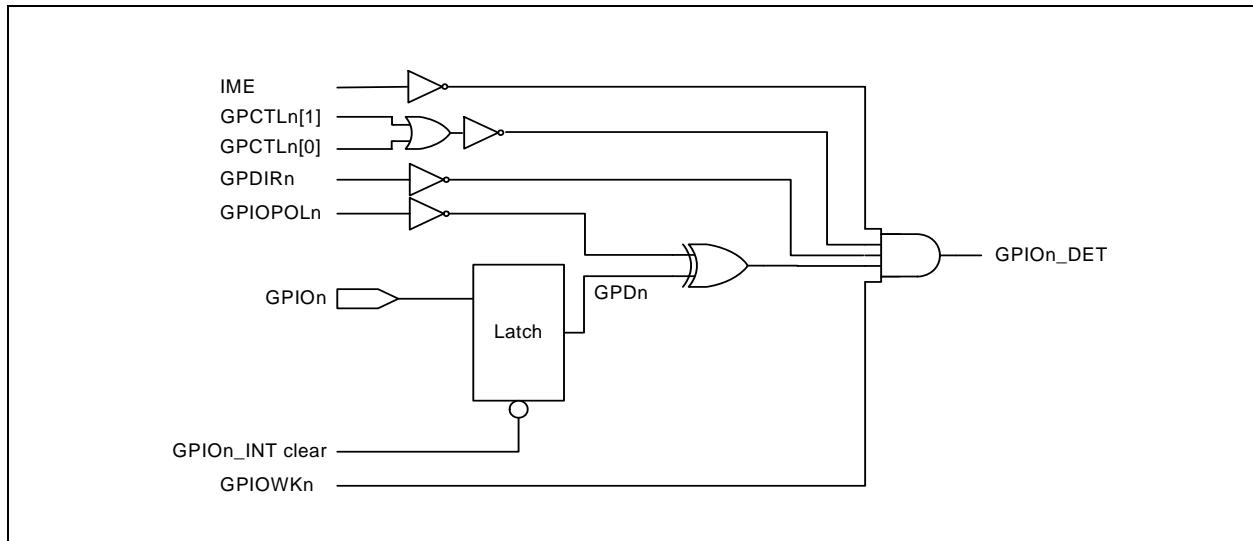 IME
GPCTLn[1]
GPCTLn[0]
GPDIRn
GPIOPOLn
GPIOn_DET
GPIOn
GPDn
Latch
GPIOn_INT clear
GPIOWKn